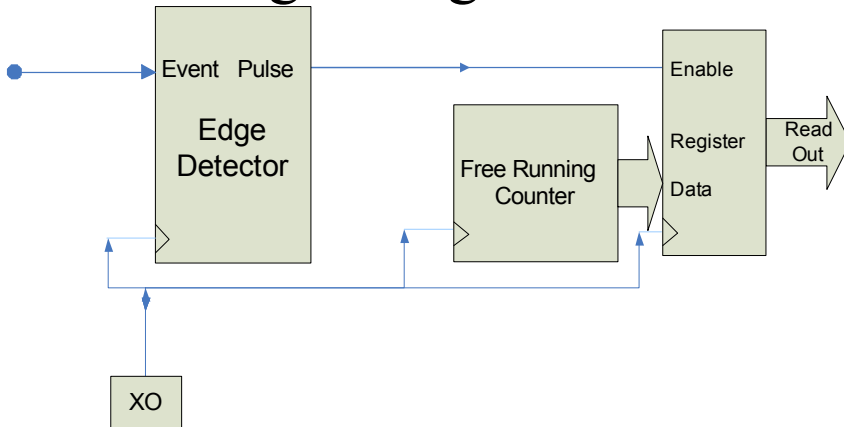 Event Pulse
Edge
Detector
Enable
Register
Data
Free Running
Counter
Read
Out
XO